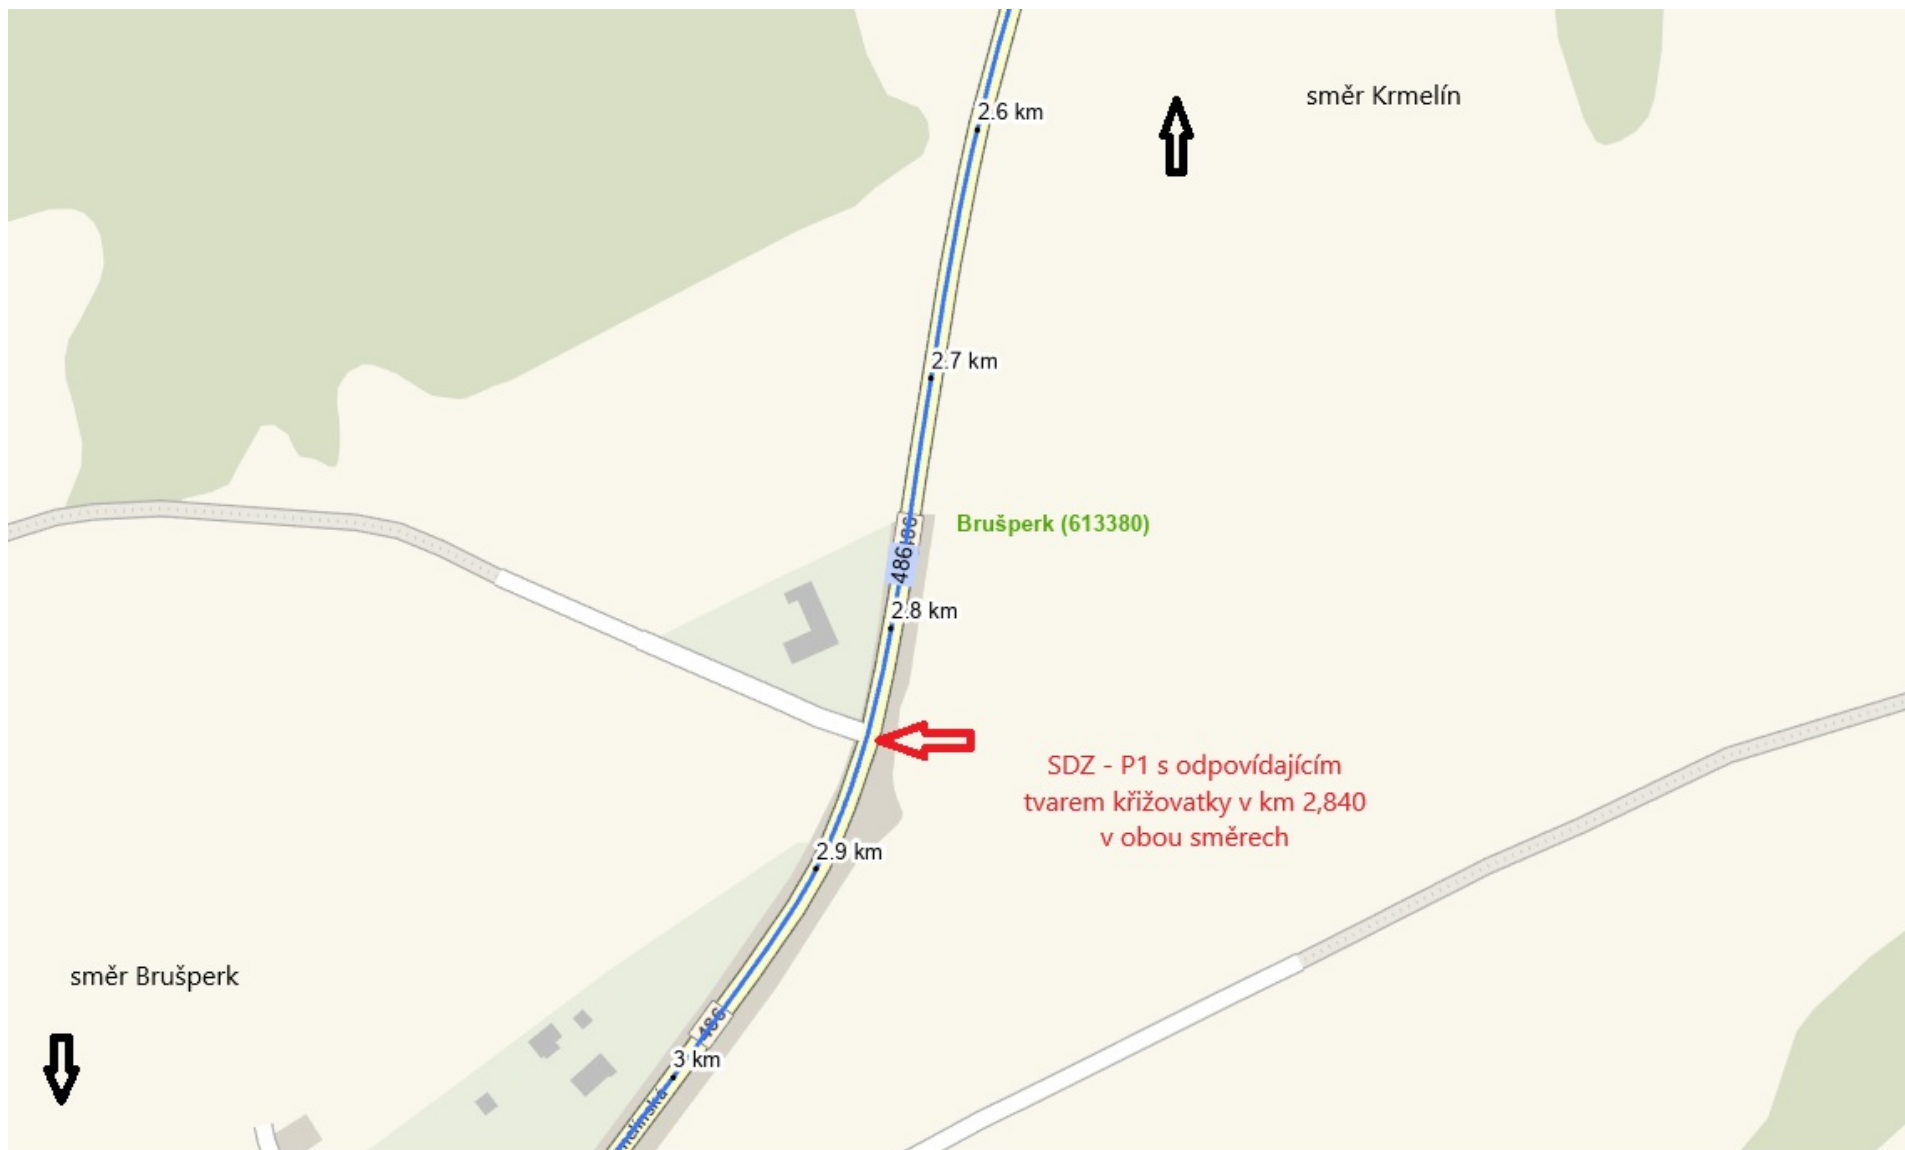 2.6 km
směr Krmelín
2.7 km
486
Brušperk (613380)
486
2.8 km
SDZ - P1 s odpovídajícím
tvarem křižovatky v km 2,840
v obou směrech
2.9 km
směr Brušperk
486
3 km